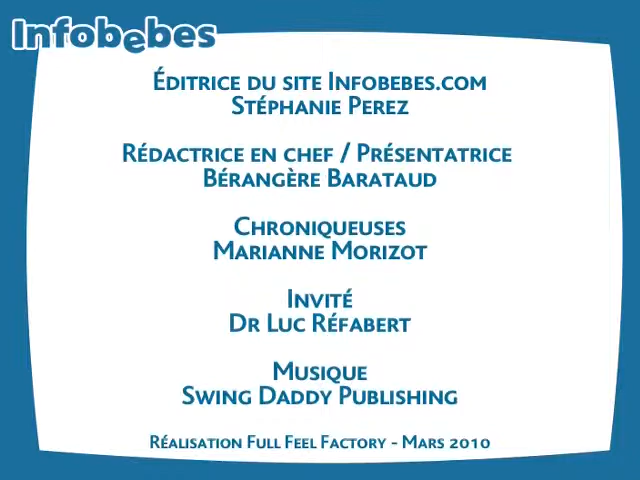 Infobebes
Éditrice du site Infobebes.com
Stéphanie Perez
Rédactrice en chef / Présentatrice
Bérangère Barataud
Chroniqueuses
Marianne Morizot
Invité
Dr Luc Réfabert
Musique
Swing Daddy Publishing
Réalisation Full Feel Factory - Mars 2010